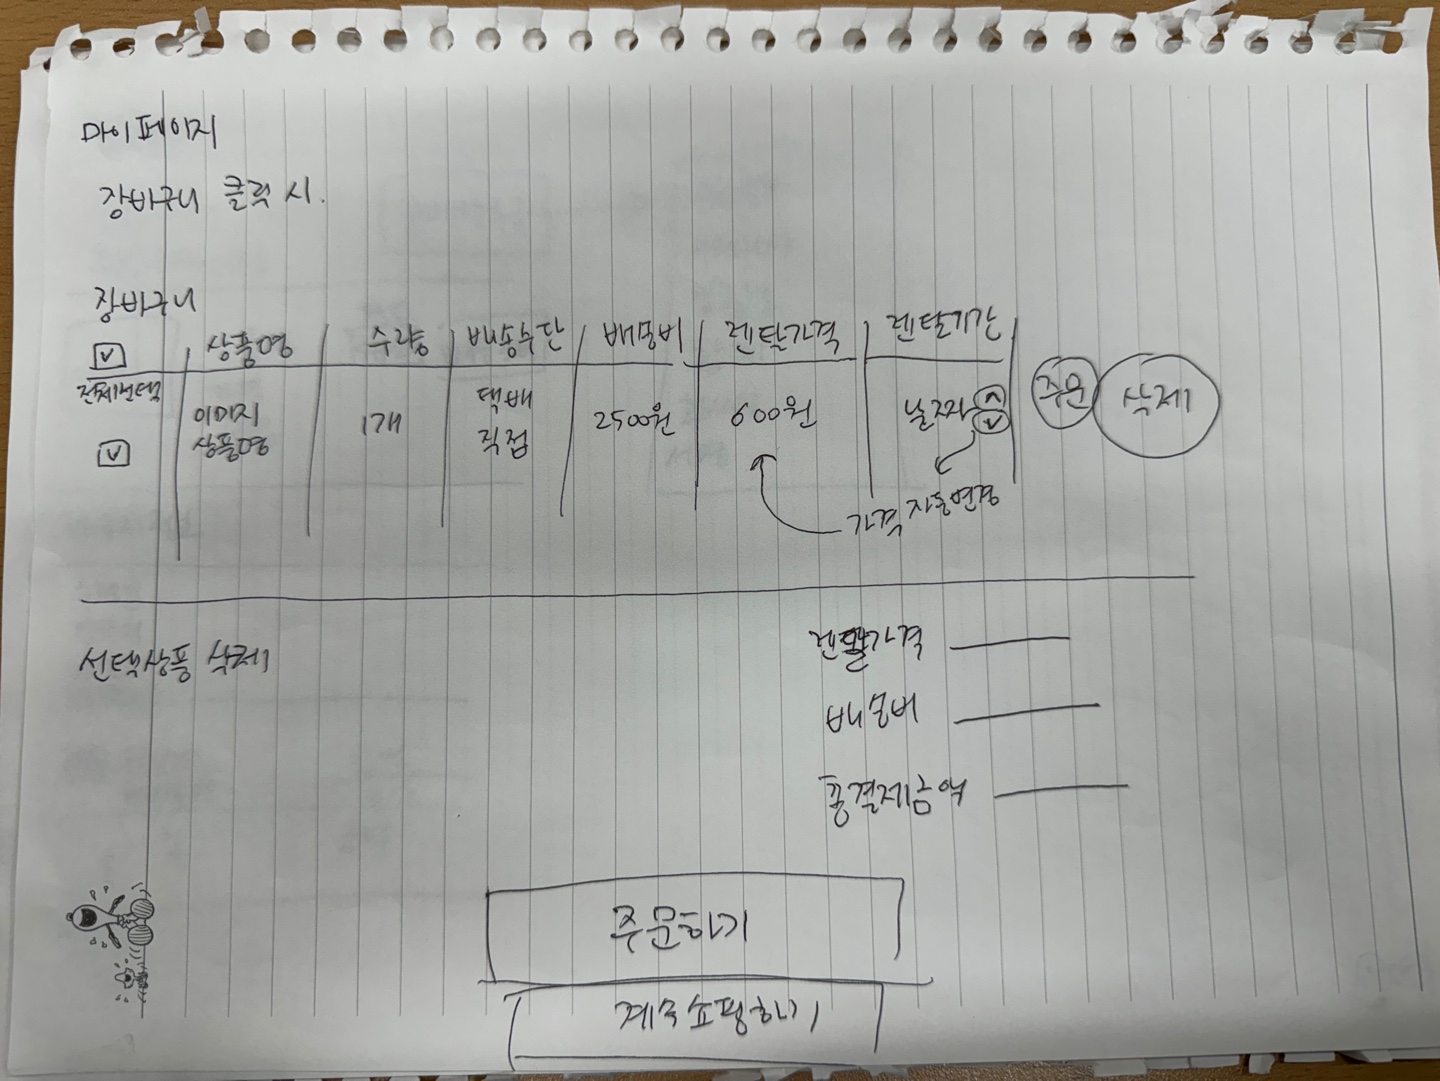 마이페이지
장바구니 클릭 시.
장바구니
상품명 수량 배송수단 배송비 렌탈가격 렌탈기간
전체선택
이미지 1개 택배 2500원 600원 날짜 주문 삭제
상품명 직접
가격 자동변경
선택상품 삭제
렌탈가격
배송비
총결제금액
주문하기
계속쇼핑하기